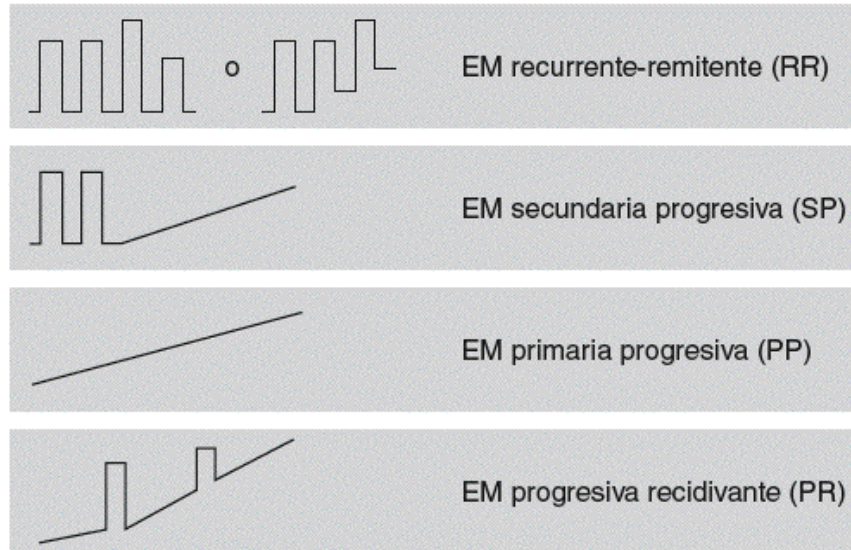 o
EM recurrente-remitente (RR)
EM secundaria progresiva (SP)
EM primaria progresiva (PP)
EM progresiva recidivante (PR)